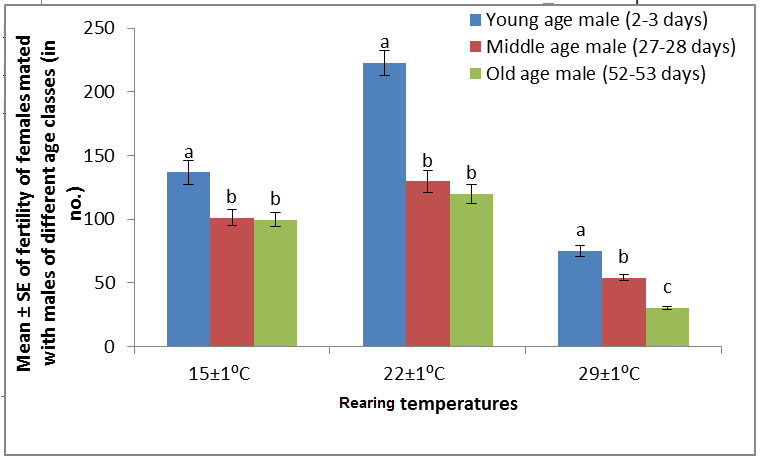 Mean ± SE of fertility of females mated
with males of different age classes (in
no.)
250
200
150
100
50
0
Young age male (2-3 days)
Middle age male (27-28 days)
Old age male (52-53 days)
a
b
b
a
b
b
a
b
c
15±1⁰C
22±1⁰C
29±1⁰C
Rearing temperatures